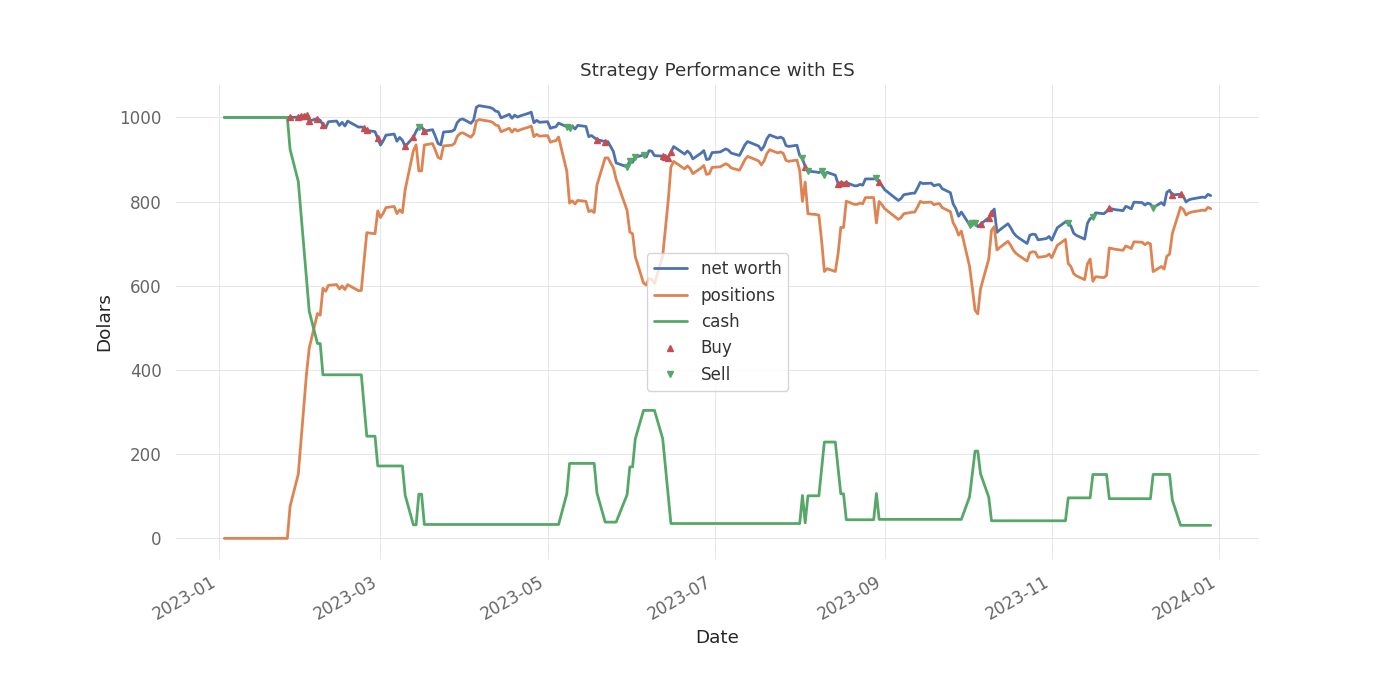 Strategy Performance with ES
1000
800
600
400
200
0
Dolars
net worth
positions
cash
Buy
Sell
2023-01
2023-03
2023-05
2023-07
2023-09
2023-11
2024-01
Date